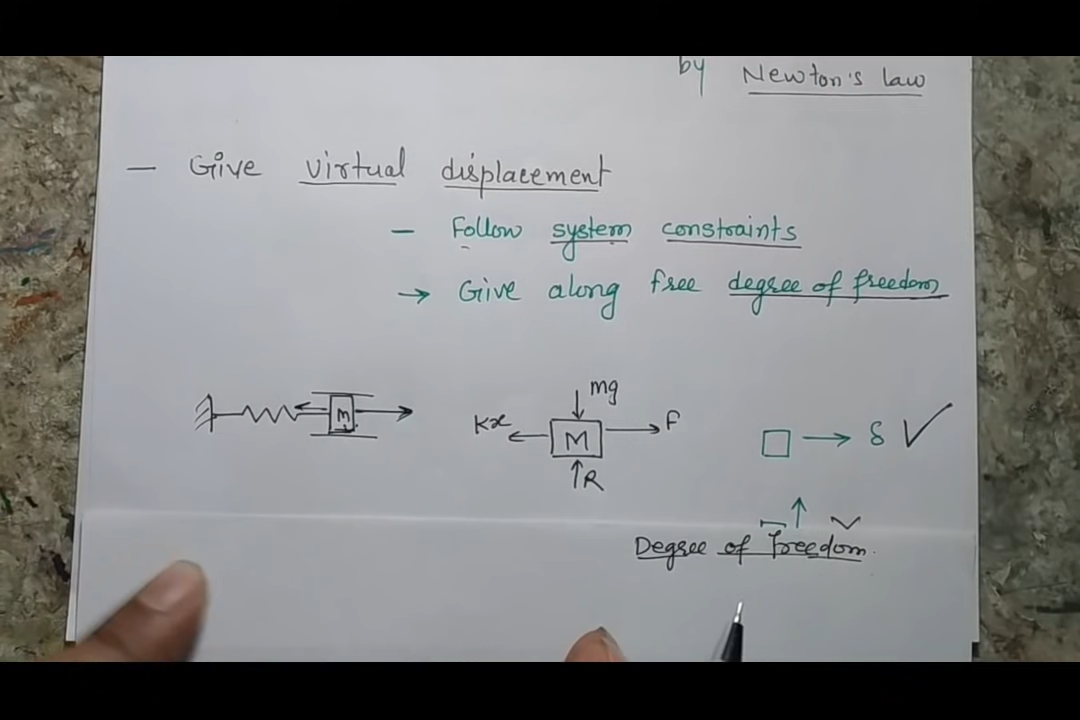 by Newton's law
— Give virtual displacement
— Follow system constraints
→ Give along free degree of freedom
m
Kx
mg
M
F
R
δ
Degree of freedom.